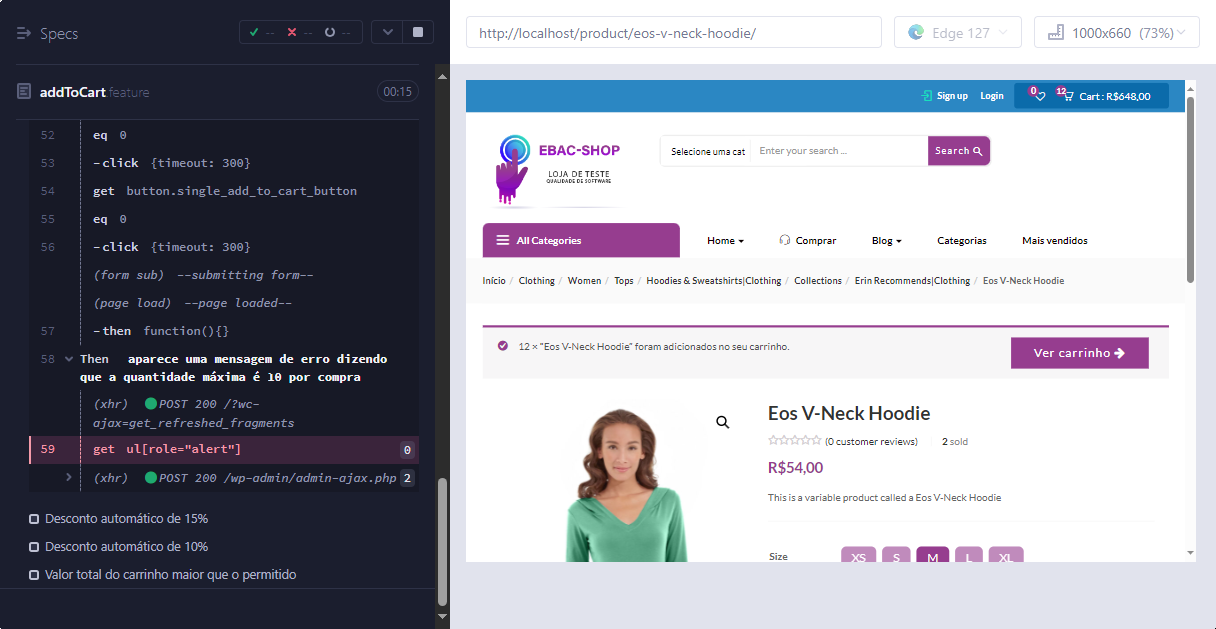 Specs
--
--
--
addToCart.feature
00:15
52 eq 0
53 -click {timeout: 300}
54 get button.single_add_to_cart_button
55 eq 0
56 -click {timeout: 300}
(form sub) --submitting form--
(page load) --page loaded--
57 -then function(){}
58 Then aparece uma mensagem de erro dizendo
que a quantidade máxima é 10 por compra
(xhr) POST 200 /?wc-
ajax=get_refreshed_fragments
59 get ul[role="alert"] 0
(xhr) POST 200 /wp-admin/admin-ajax.php 2
Desconto automático de 15%
Desconto automático de 10%
Valor total do carrinho maior que o permitido
http://localhost/product/eos-v-neck-hoodie/
Edge 127
1000x660 (73%)
Sign up Login 0 12 Cart : R$648,00
EBAC-SHOP
LOJA DE TESTE
QUALIDADE DE SOFTWARE
Selecione uma cat
Enter your search ...
Search
All Categories
Home
Comprar
Blog
Categorias
Mais vendidos
Início / Clothing / Women / Tops / Hoodies & Sweatshirts|Clothing / Collections / Erin Recommends|Clothing / Eos V-Neck Hoodie
12 × "Eos V-Neck Hoodie" foram adicionados no seu carrinho.
Ver carrinho
Eos V-Neck Hoodie
(0 customer reviews) 2 sold
R$54,00
This is a variable product called a Eos V-Neck Hoodie
Size XS S M L XL